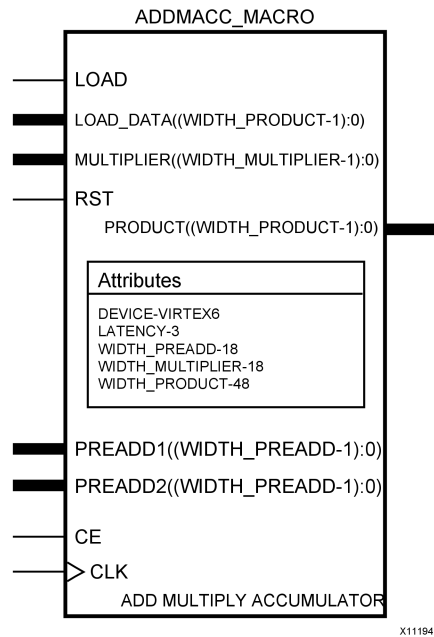 ADDMACC_MACRO
LOAD
LOAD_DATA((WIDTH_PRODUCT-1):0)
MULTIPLIER((WIDTH_MULTIPLIER-1):0)
RST
PRODUCT((WIDTH_PRODUCT-1):0)
Attributes
DEVICE-VIRTEX6
LATENCY-3
WIDTH_PREADD-18
WIDTH_MULTIPLIER-18
WIDTH_PRODUCT-48
PREADD1((WIDTH_PREADD-1):0)
PREADD2((WIDTH_PREADD-1):0)
CE
CLK
ADD MULTIPLY ACCUMULATOR
X11194